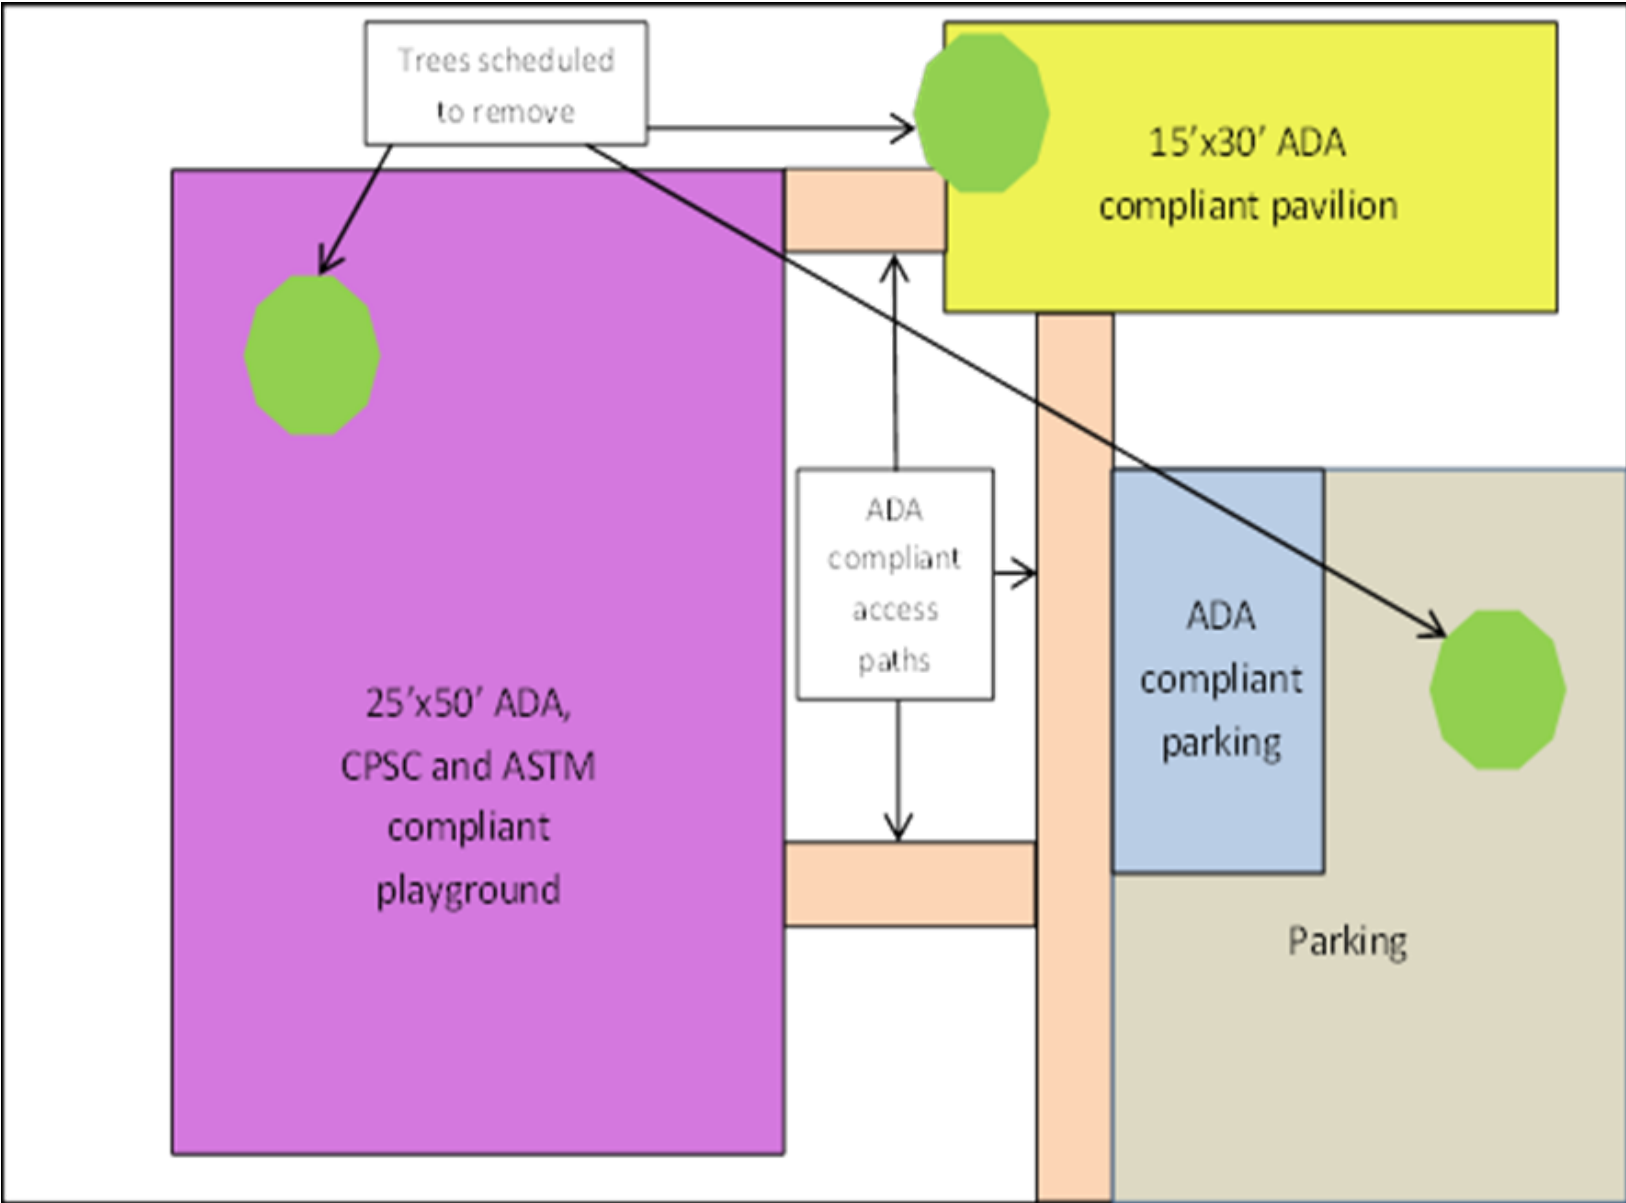 Trees scheduled
to remove
15’x30’ ADA
compliant pavilion
ADA
compliant
access
paths
ADA
compliant
parking
25’x50’ ADA,
CPSC and ASTM
compliant
playground
Parking